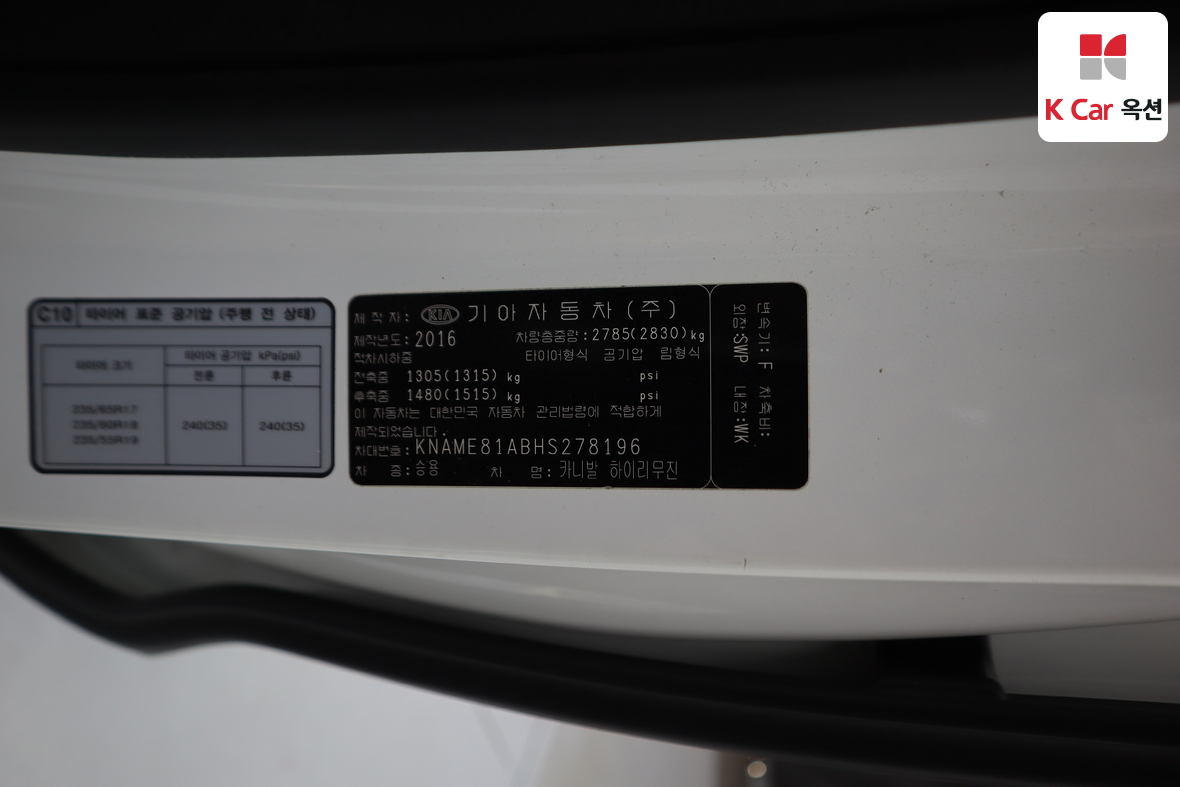 K Car 옥션
C10 타이어 표준 공기압 (주행 전 상태)
타이어 크기
타이어 공기압 kPa(psi)
전륜 후륜
235/65R17
235/60R18
235/55R19
240(35) 240(35)
제작자: KIA 기아자동차(주)
제작년도: 2016 차량총중량: 2785(2830)kg
적차시하중 타이어형식 공기압 림형식
전축중 1305(1315) kg psi
후축중 1480(1515) kg psi
이 자동차는 대한민국 자동차 관리법령에 적합하게
제작되었습니다.
차대번호: KNAME81ABHS278196
차 종: 승용 차 명: 카니발 하이리무진
변속기: F 차축비:
외장:SWP 내장:WK